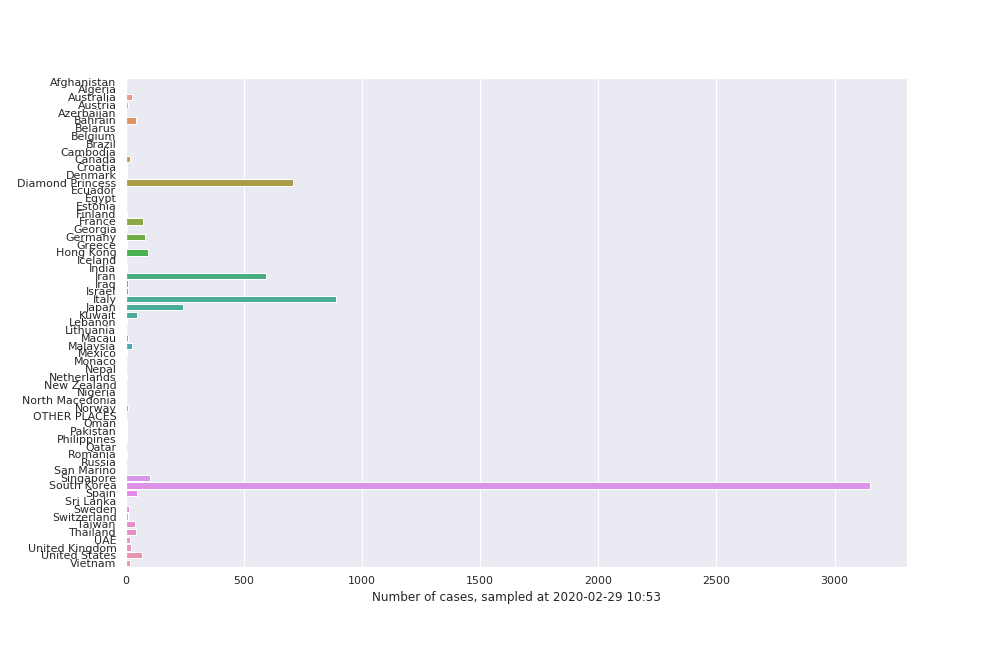 Afghanistan
Algeria
Australia
Austria
Azerbaijan
Bahrain
Belarus
Belgium
Brazil
Cambodia
Canada
Croatia
Denmark
Diamond Princess
Ecuador
Egypt
Estonia
Finland
France
Georgia
Germany
Greece
Hong Kong
Iceland
India
Iran
Iraq
Israel
Italy
Japan
Kuwait
Lebanon
Lithuania
Macau
Malaysia
Mexico
Monaco
Nepal
Netherlands
New Zealand
Nigeria
North Macedonia
Norway
OTHER PLACES
Oman
Pakistan
Philippines
Qatar
Romania
Russia
San Marino
Singapore
South Korea
Spain
Sri Lanka
Sweden
Switzerland
Taiwan
Thailand
UAE
United Kingdom
United States
Vietnam
0 500 1000 1500 2000 2500 3000
Number of cases, sampled at 2020-02-29 10:53